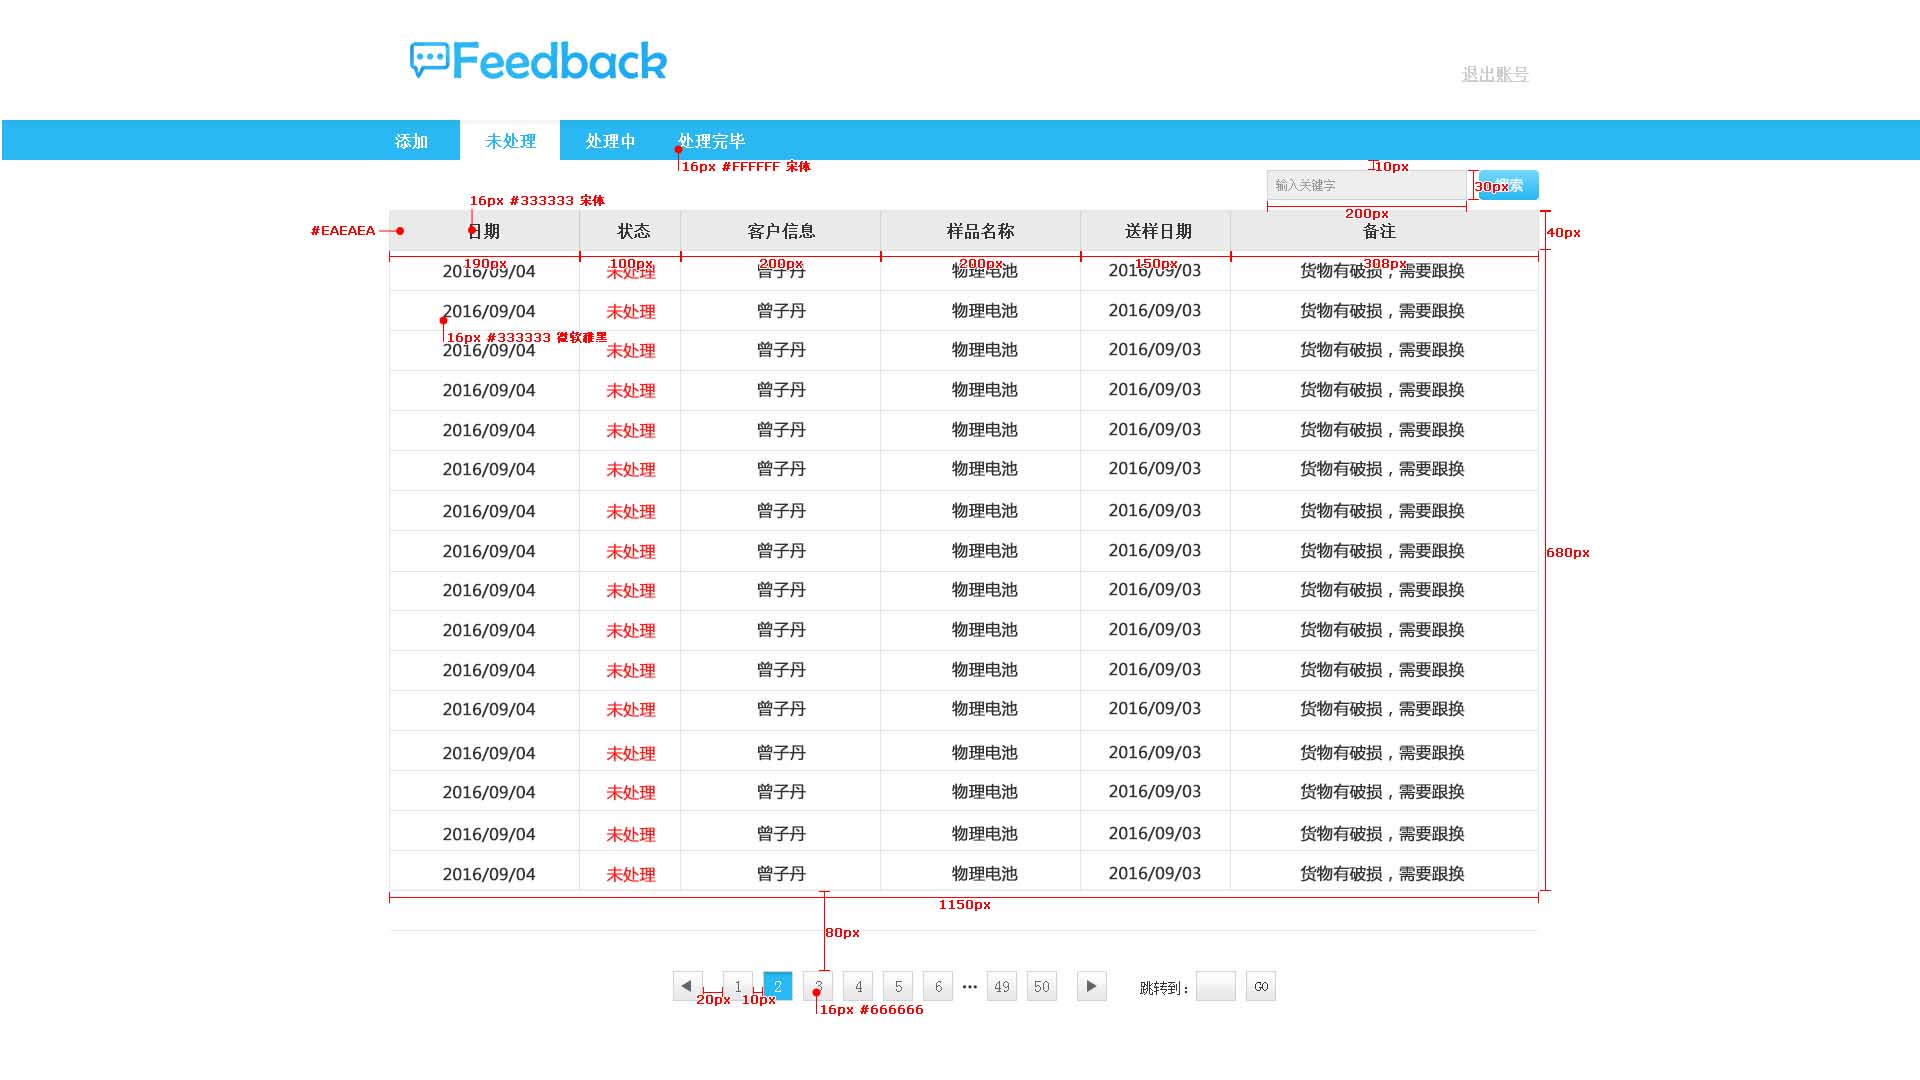 Feedback
退出账号
添加 未处理 处理中 处理完毕
16px #FFFFFF 宋体
10px
输入关键字 搜索
30px
200px
16px #333333 宋体
#EAEAEA
日期 状态 客户信息 样品名称 送样日期 备注
40px
190px 100px 200px 200px 150px 308px
2016/09/04 未处理 曾子丹 物理电池 2016/09/03 货物有破损，需要跟换
2016/09/04 未处理 曾子丹 物理电池 2016/09/03 货物有破损，需要跟换
16px #333333 微软雅黑
2016/09/04 未处理 曾子丹 物理电池 2016/09/03 货物有破损，需要跟换
2016/09/04 未处理 曾子丹 物理电池 2016/09/03 货物有破损，需要跟换
2016/09/04 未处理 曾子丹 物理电池 2016/09/03 货物有破损，需要跟换
2016/09/04 未处理 曾子丹 物理电池 2016/09/03 货物有破损，需要跟换
2016/09/04 未处理 曾子丹 物理电池 2016/09/03 货物有破损，需要跟换
2016/09/04 未处理 曾子丹 物理电池 2016/09/03 货物有破损，需要跟换
680px
2016/09/04 未处理 曾子丹 物理电池 2016/09/03 货物有破损，需要跟换
2016/09/04 未处理 曾子丹 物理电池 2016/09/03 货物有破损，需要跟换
2016/09/04 未处理 曾子丹 物理电池 2016/09/03 货物有破损，需要跟换
2016/09/04 未处理 曾子丹 物理电池 2016/09/03 货物有破损，需要跟换
2016/09/04 未处理 曾子丹 物理电池 2016/09/03 货物有破损，需要跟换
2016/09/04 未处理 曾子丹 物理电池 2016/09/03 货物有破损，需要跟换
2016/09/04 未处理 曾子丹 物理电池 2016/09/03 货物有破损，需要跟换
2016/09/04 未处理 曾子丹 物理电池 2016/09/03 货物有破损，需要跟换
1150px
80px
1 2 3 4 5 6 ••• 49 50 跳转到： GO
20px 10px
16px #666666